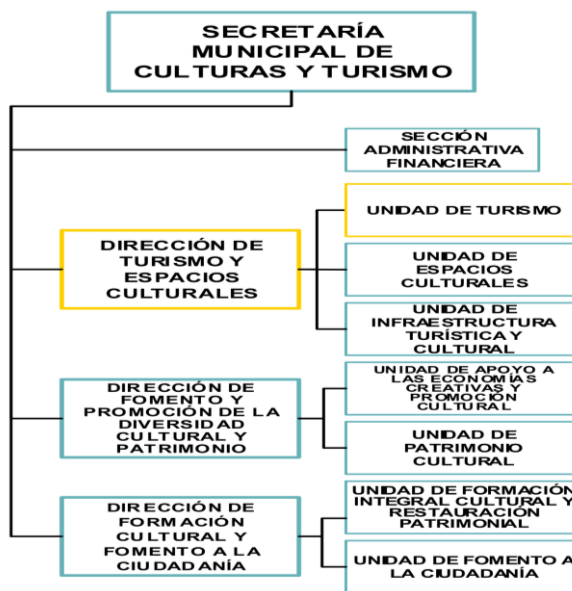 SECRETARÍA
MUNICIPAL DE
CULTURAS Y TURISMO
SECCIÓN
ADMINISTRATIVA
FINANCIERA
DIRECCIÓN DE
TURISMO Y
ESPACIOS
CULTURALES
UNIDAD DE TURISMO
UNIDAD DE
ESPACIOS
CULTURALES
UNIDAD DE
INFRAESTRUCTURA
TURÍSTICA Y
CULTURAL
DIRECCIÓN DE
FOMENTO Y
PROMOCIÓN DE LA
DIVERSIDAD
CULTURAL Y
PATRIMONIO
UNIDAD DE APOYO A
LAS ECONOMÍAS
CREATIVAS Y
PROMOCIÓN
CULTURAL
UNIDAD DE
PATRIMONIO
CULTURAL
DIRECCIÓN DE
FORMACIÓN
CULTURAL Y
FOMENTO A LA
CIUDADANÍA
UNIDAD DE FORMACIÓN
INTEGRAL CULTURAL Y
RESTAURACIÓN
PATRIMONIAL
UNIDAD DE FOMENTO A
LA CIUDADANÍA